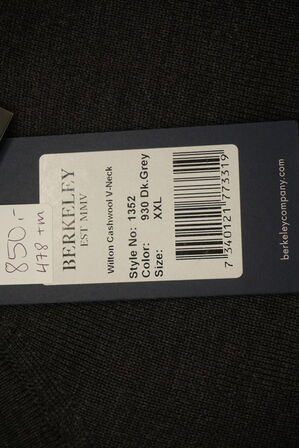 BERKELEY
EST MMV
Wilton Cashwool V-Neck
Style No: 1352
Color: 930 Dk.Grey
Size: XXL
7 340121 773319
850,-
478 +m
berkeleycompany.com